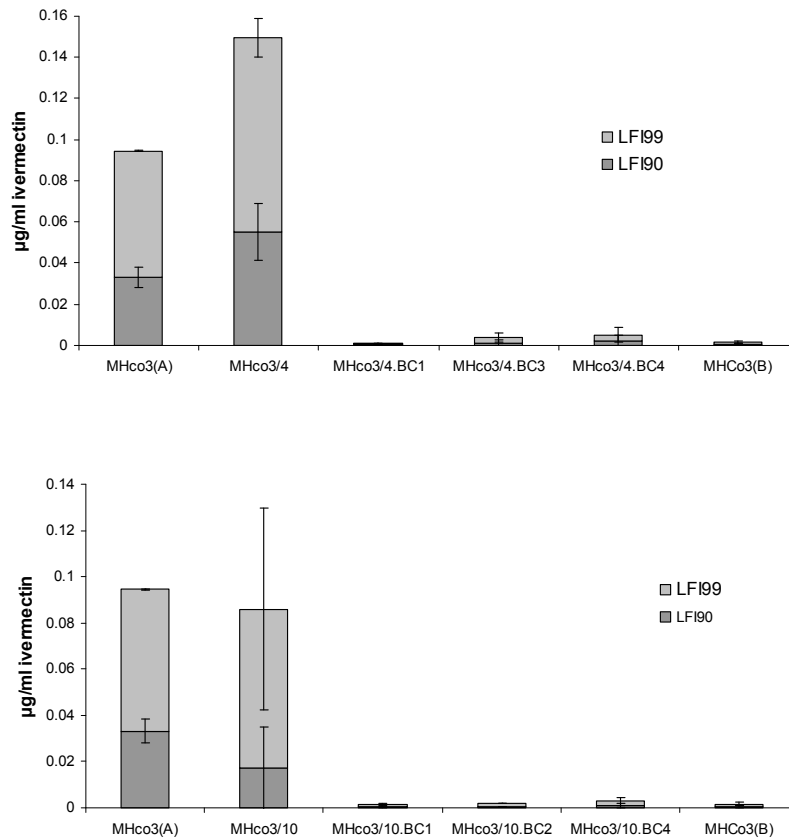 0.16
0.14
0.12
0.1
0.08
0.06
0.04
0.02
0
µg/ml ivermectin
LFI99
LFI90
MHco3(A) MHco3/4 MHco3/4.BC1 MHco3/4.BC3 MHco3/4.BC4 MHCo3(B)
0.14
0.12
0.1
0.08
0.06
0.04
0.02
0
µg/ml ivermectin
LFI99
LFI90
MHco3(A) MHco3/10 MHco3/10.BC1 MHco3/10.BC2 MHco3/10.BC4 MHCo3(B)